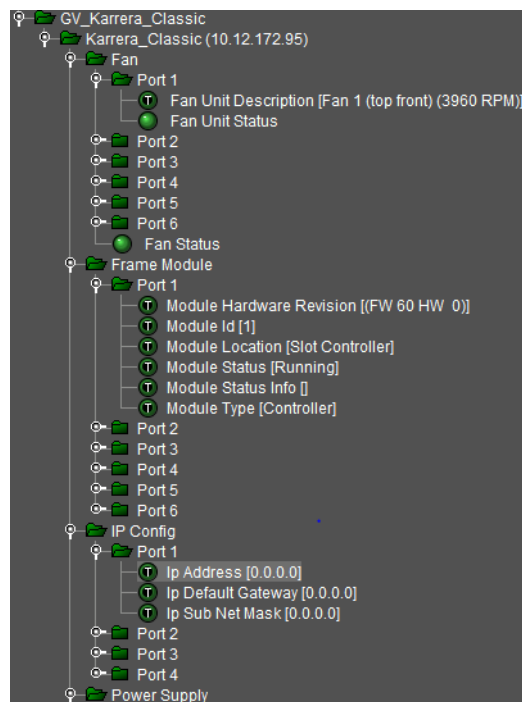 GV_Karrera_Classic
Karrera_Classic (10.12.172.95)
Fan
Port 1
T Fan Unit Description [Fan 1 (top front) (3960 RPM)]
Fan Unit Status
Port 2
Port 3
Port 4
Port 5
Port 6
Fan Status
Frame Module
Port 1
T Module Hardware Revision [(FW 60 HW  0)]
T Module Id [1]
T Module Location [Slot Controller]
T Module Status [Running]
T Module Status Info []
T Module Type [Controller]
Port 2
Port 3
Port 4
Port 5
Port 6
IP Config
Port 1
T Ip Address [0.0.0.0]
T Ip Default Gateway [0.0.0.0]
T Ip Sub Net Mask [0.0.0.0]
Port 2
Port 3
Port 4
Power Supply